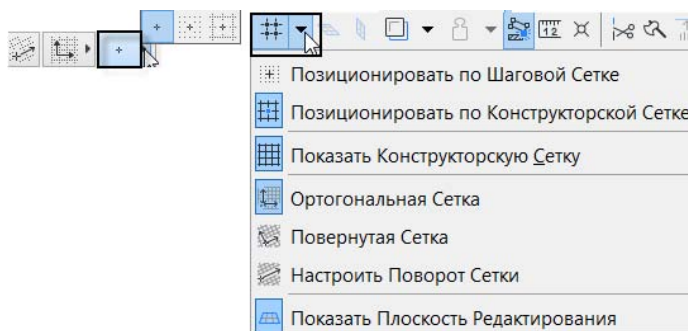 12
Позиционировать по Шаговой Сетке
Позиционировать по Конструкторской Сетке
Показать Конструкторскую Сетку
Ортогональная Сетка
Повернутая Сетка
Настроить Поворот Сетки
Показать Плоскость Редактирования